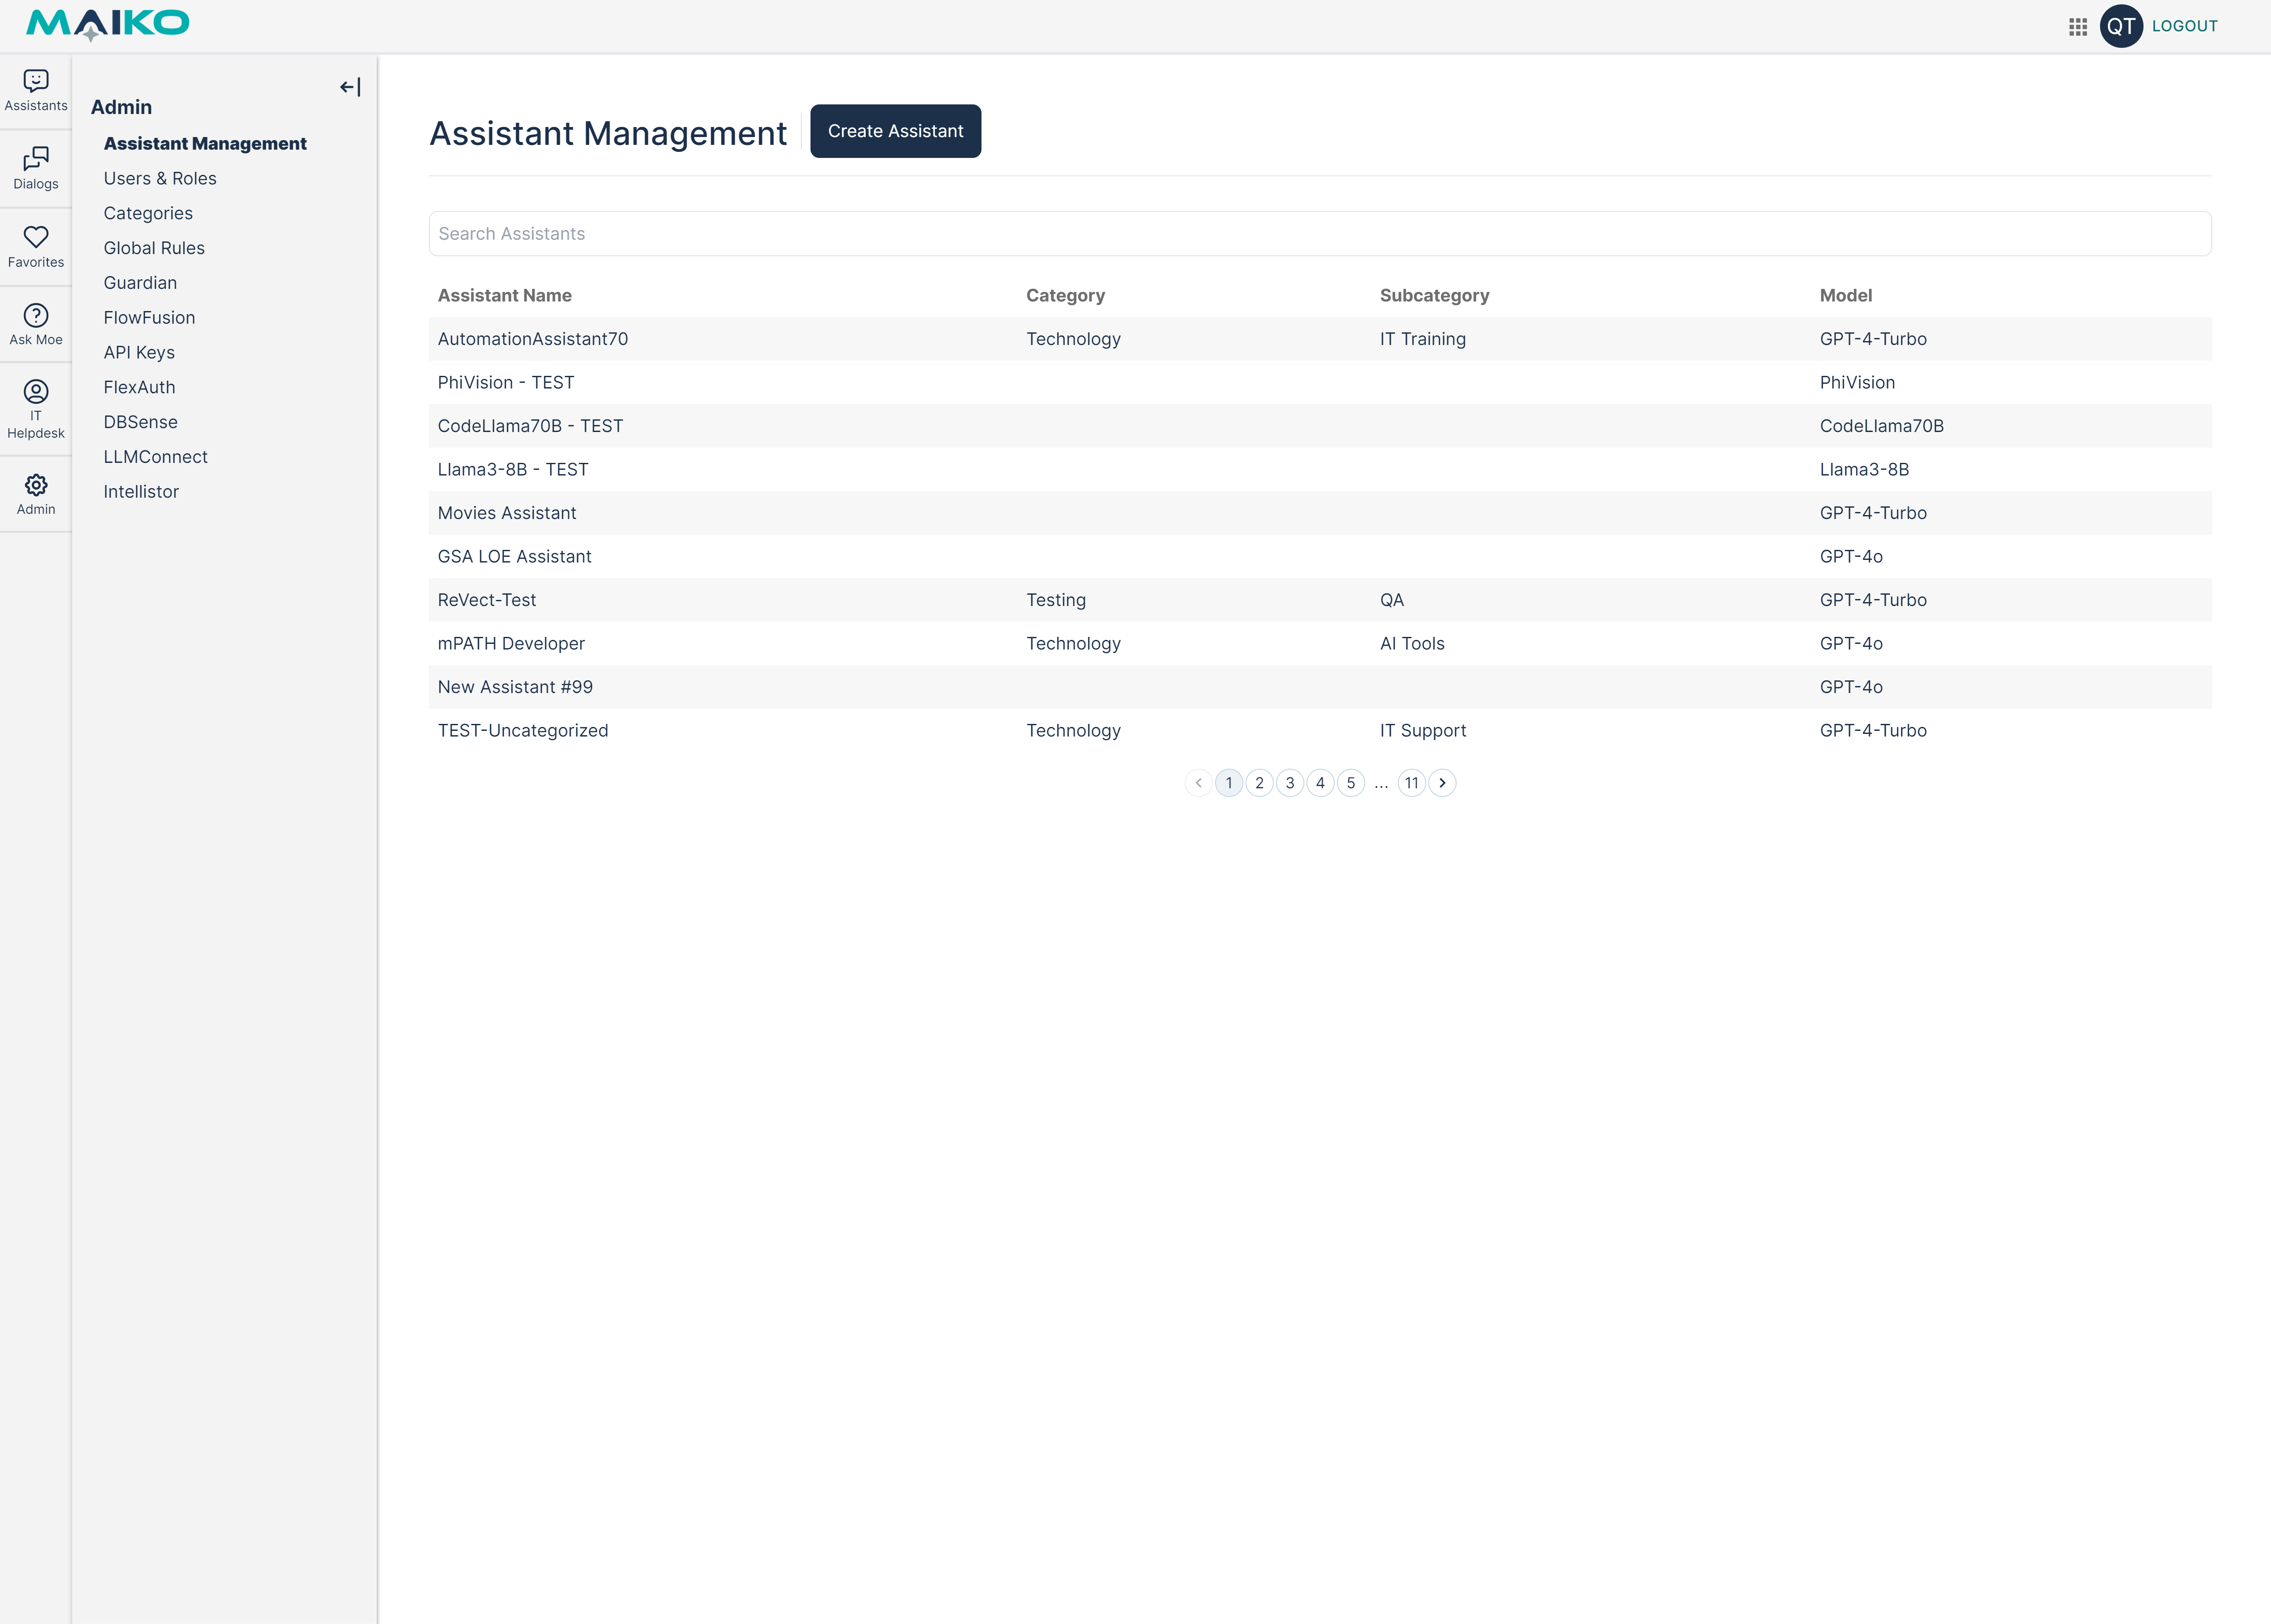 MAIKO
QT LOGOUT
Assistants
Dialogs
Favorites
Ask Moe
IT
Helpdesk
Admin
Admin
Assistant Management
Users & Roles
Categories
Global Rules
Guardian
FlowFusion
API Keys
FlexAuth
DBSense
LLMConnect
Intellistor
Assistant Management Create Assistant
Search Assistants
Assistant Name Category Subcategory Model
AutomationAssistant70 Technology IT Training GPT-4-Turbo
PhiVision - TEST PhiVision
CodeLlama70B - TEST CodeLlama70B
Llama3-8B - TEST Llama3-8B
Movies Assistant GPT-4-Turbo
GSA LOE Assistant GPT-4o
ReVect-Test Testing QA GPT-4-Turbo
mPATH Developer Technology AI Tools GPT-4o
New Assistant #99 GPT-4o
TEST-Uncategorized Technology IT Support GPT-4-Turbo
1 2 3 4 5 ... 11